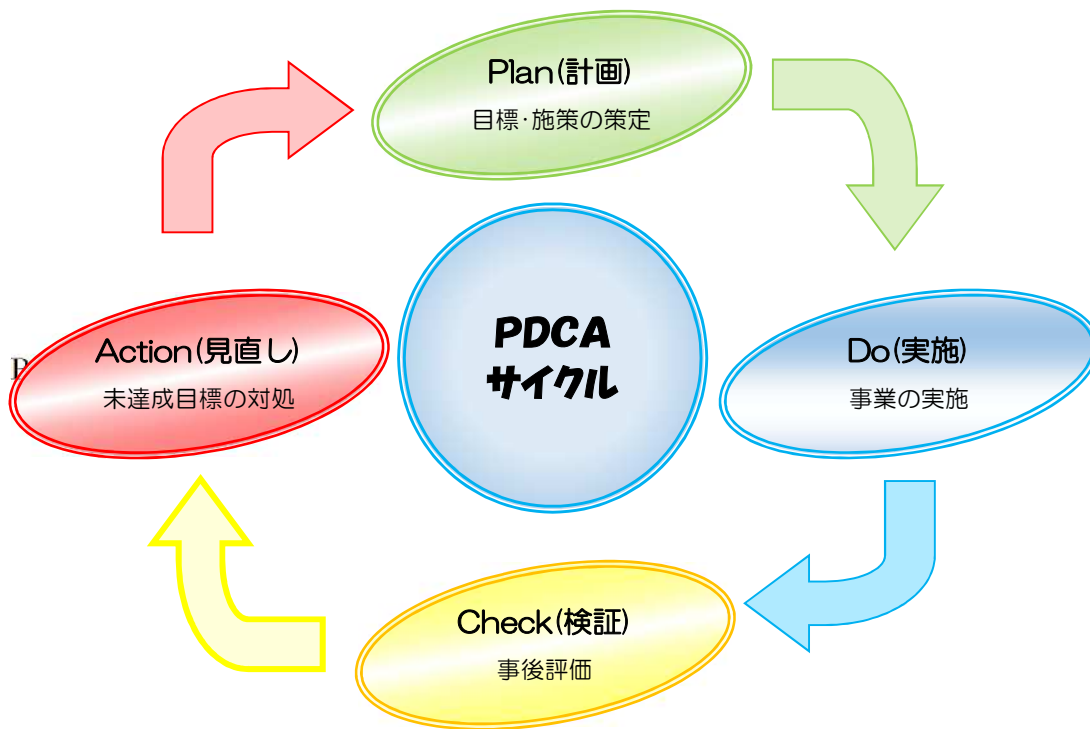 Plan(計画)
目標・施策の策定
PDCA
サイクル
Action(見直し)
未達成目標の対処
Do(実施)
事業の実施
Check(検証)
事後評価